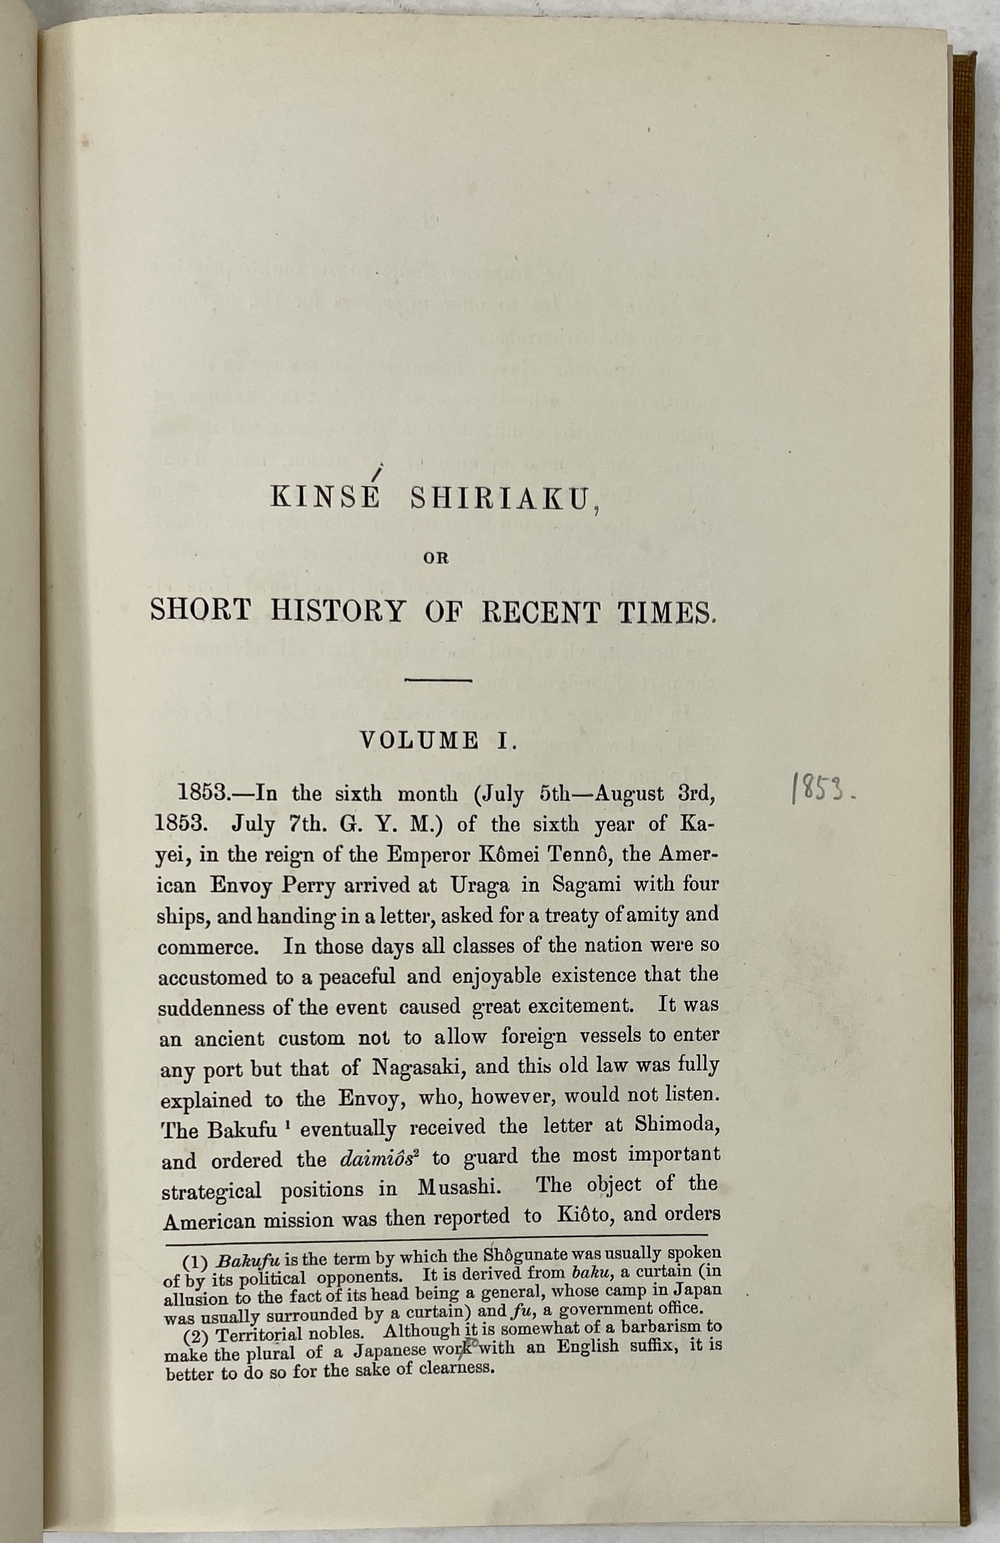 KINSÉ SHIRIAKU,
OR
SHORT HISTORY OF RECENT TIMES.
VOLUME I.
1853.—In the sixth month (July 5th—August 3rd,
1853.
1853. July 7th. G. Y. M.) of the sixth year of Ka-
yei, in the reign of the Emperor Kômei Tennô, the Amer-
ican Envoy Perry arrived at Uraga in Sagami with four
ships, and handing in a letter, asked for a treaty of amity and
commerce. In those days all classes of the nation were so
accustomed to a peaceful and enjoyable existence that the
suddenness of the event caused great excitement. It was
an ancient custom not to allow foreign vessels to enter
any port but that of Nagasaki, and this old law was fully
explained to the Envoy, who, however, would not listen.
The Bakufu ¹ eventually received the letter at Shimoda,
and ordered the daimiôs² to guard the most important
strategical positions in Musashi. The object of the
American mission was then reported to Kiôto, and orders
(1) Bakufu is the term by which the Shôgunate was usually spoken
of by its political opponents. It is derived from baku, a curtain (in
allusion to the fact of its head being a general, whose camp in Japan
was usually surrounded by a curtain) and fu, a government office.
(2) Territorial nobles. Although it is somewhat of a barbarism to
make the plural of a Japanese work with an English suffix, it is
better to do so for the sake of clearness.